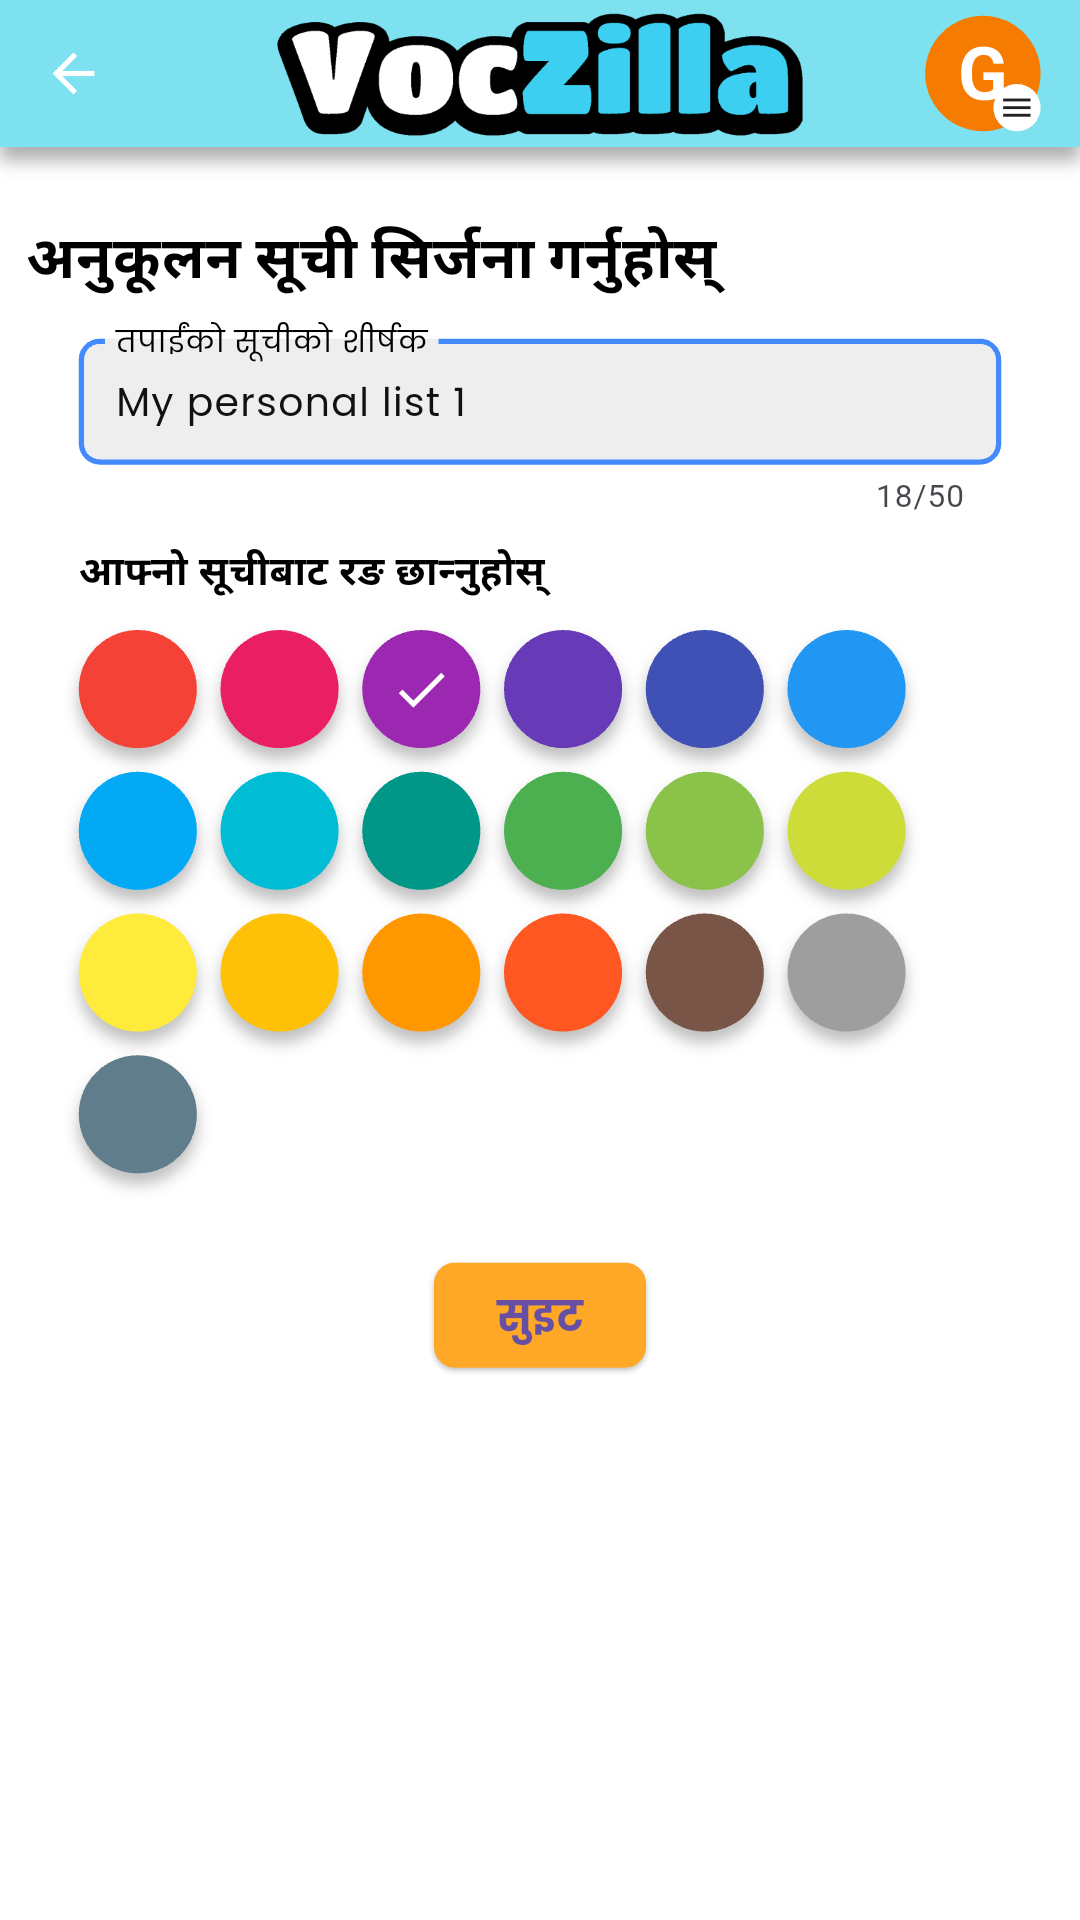 VocZilla
G
अनुकूलन सूची सिर्जना गर्नुहोस्
तपाईंको सूचीको शीर्षक
My personal list 1
18/50
आफ्नो सूचीबाट रङ छान्नुहोस्
सुइट